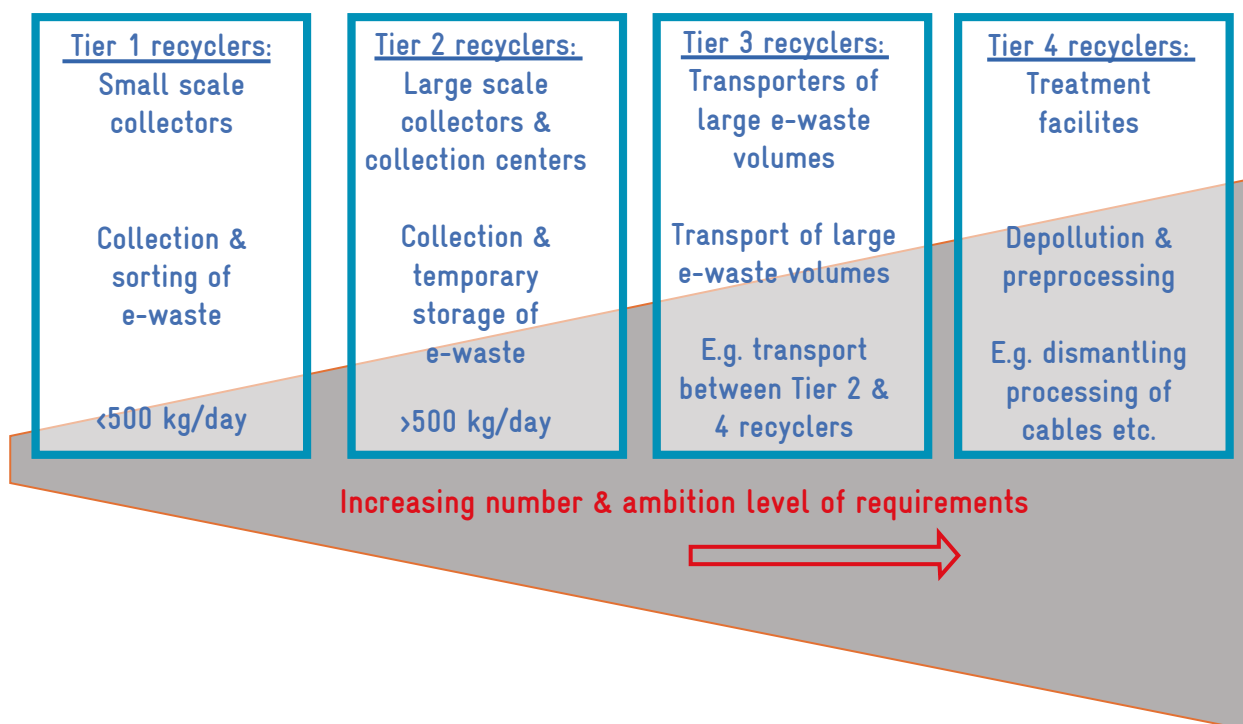 Tier 1 recyclers:
Small scale
collectors
Collection &
sorting of
e-waste
<500 kg/day
Tier 2 recyclers:
Large scale
collectors &
collection centers
Collection &
temporary
storage of
e-waste
>500 kg/day
Tier 3 recyclers:
Transporters of
large e-waste
volumes
Transport of large
e-waste volumes
E.g. transport
between Tier 2 &
4 recyclers
Tier 4 recyclers:
Treatment
facilites
Depollution &
preprocessing
E.g. dismantling
processing of
cables etc.
Increasing number & ambition level of requirements